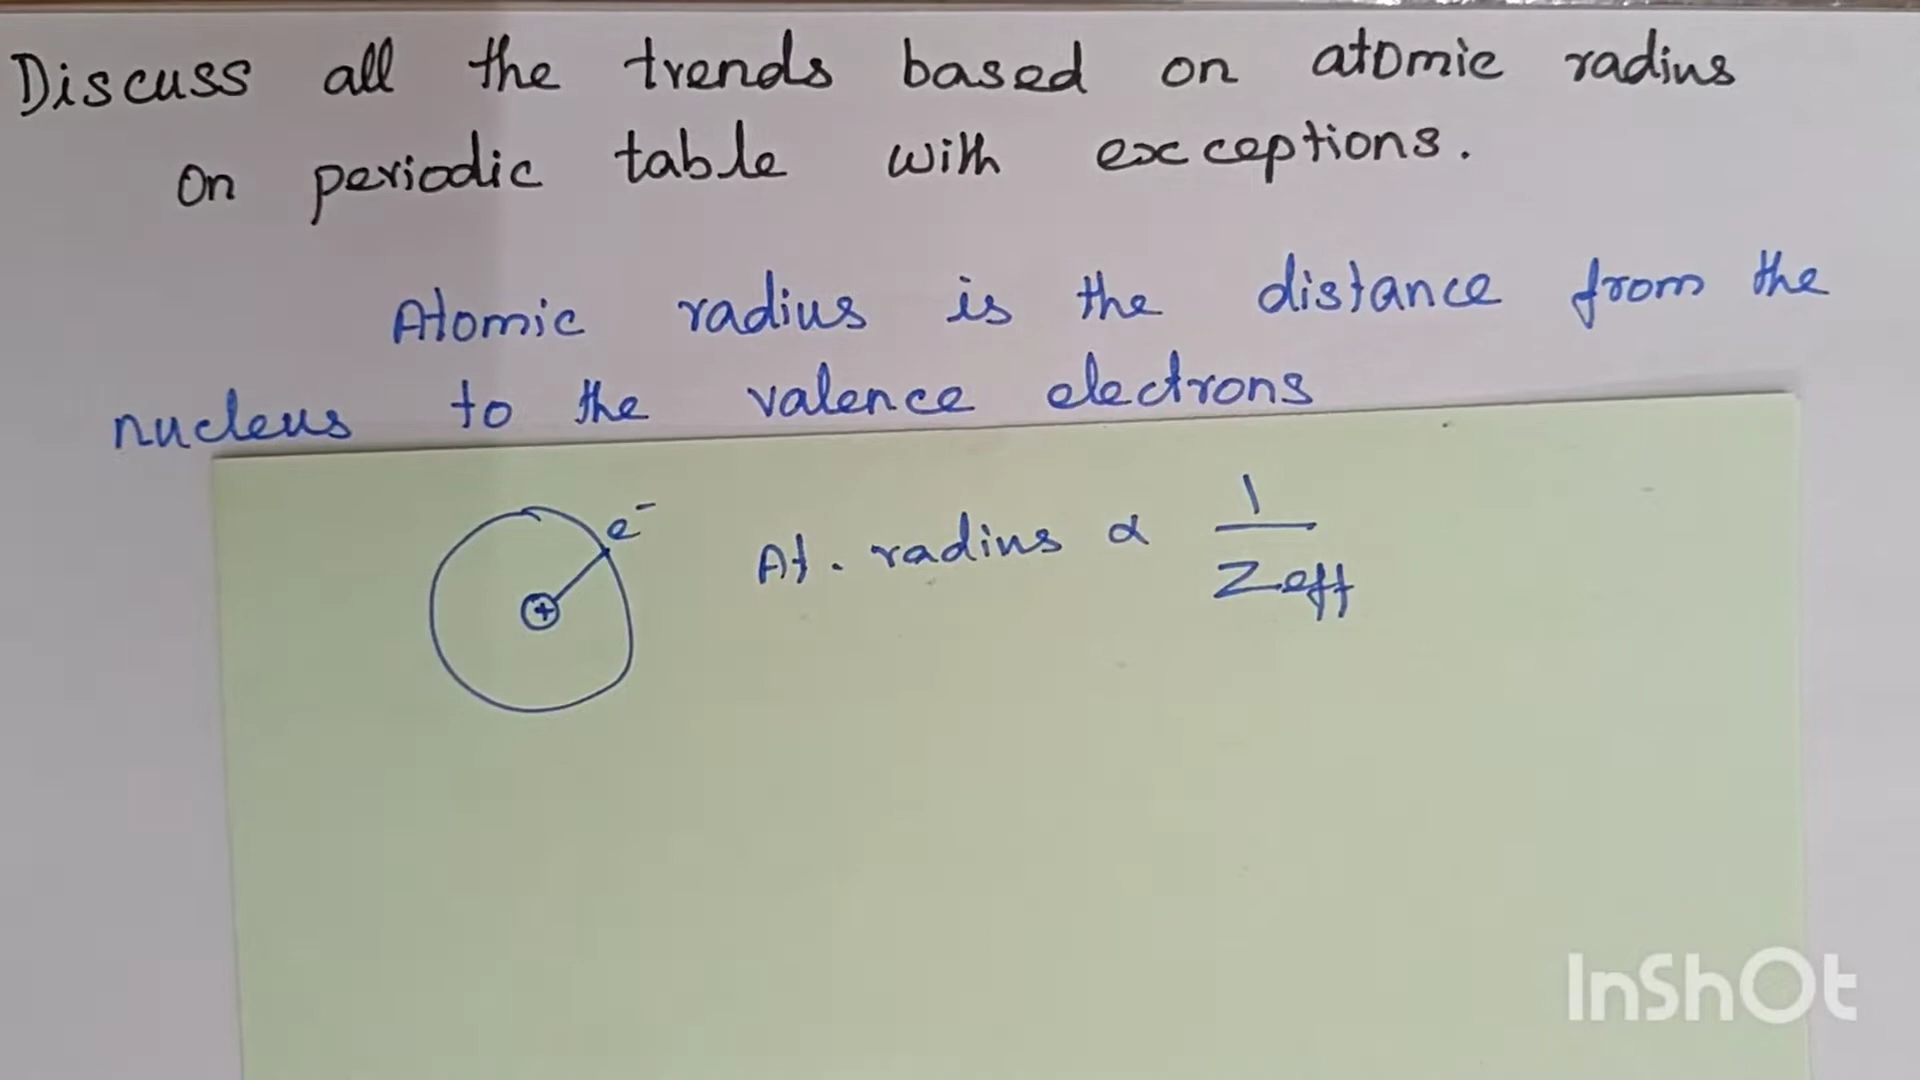 Discuss all the trends based on atomic radius
on periodic table with exceptions.
Atomic radius is the distance from the
nucleus to the valence electrons
e⁻
+
At. radius α 1/Zeff
InShOt